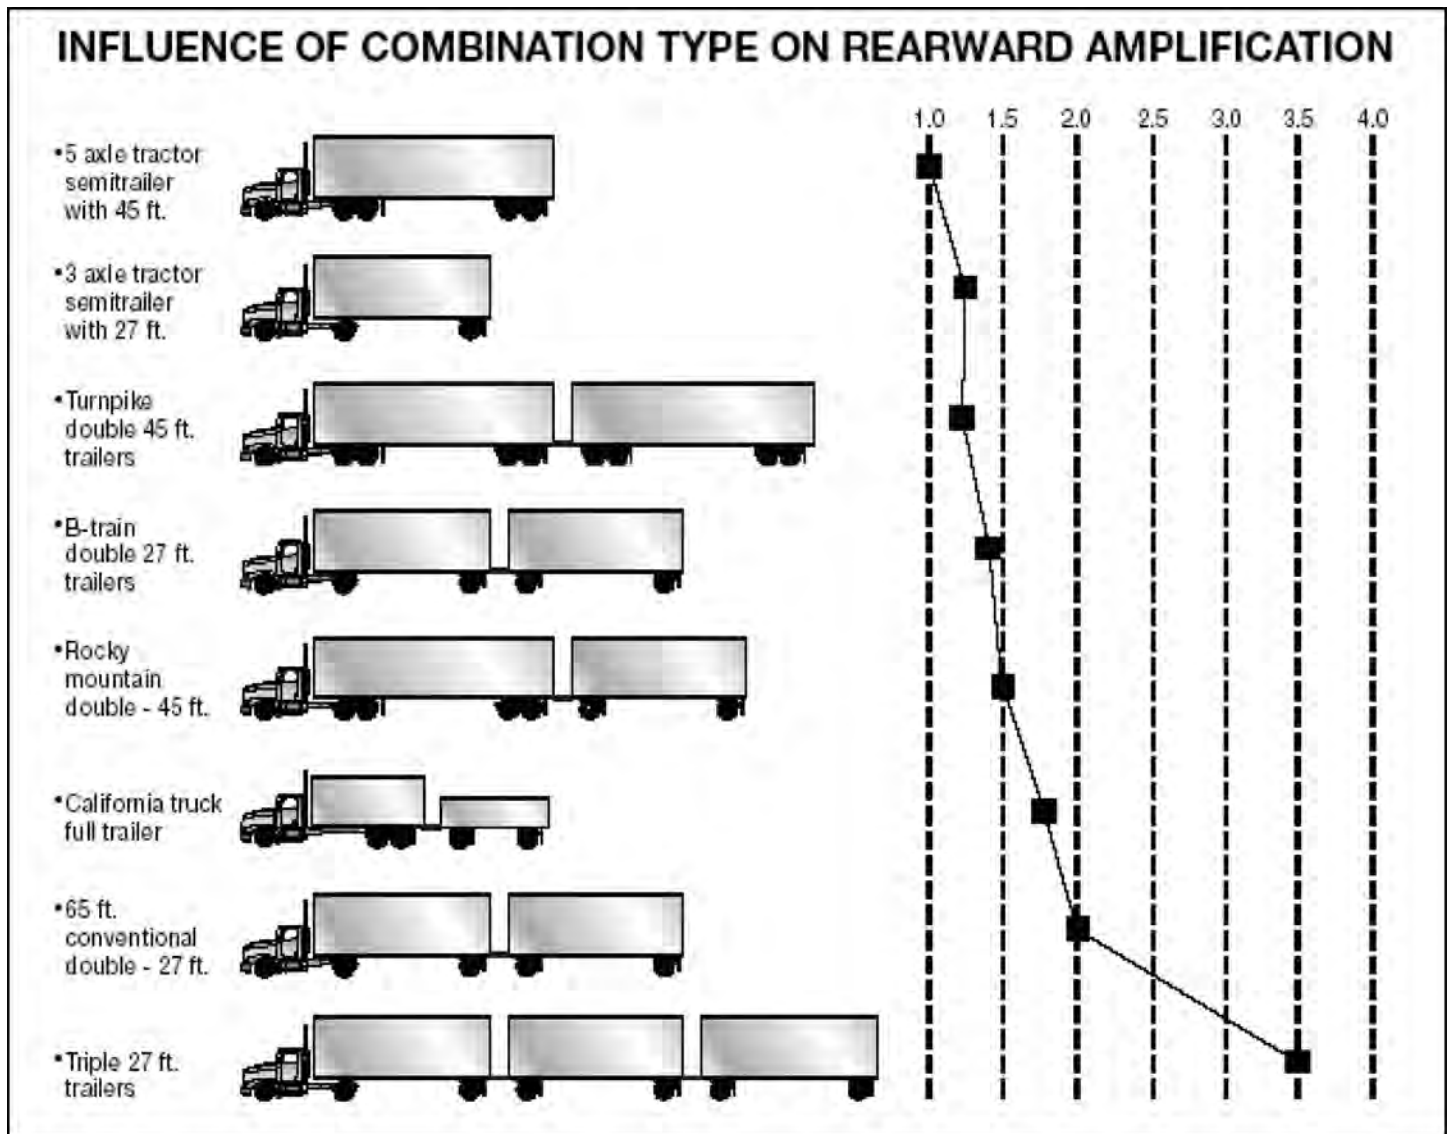 INFLUENCE OF COMBINATION TYPE ON REARWARD AMPLIFICATION
1.0 1.5 2.0 2.5 3.0 3.5 4.0
•5 axle tractor
semitrailer
with 45 ft.
•3 axle tractor
semitrailer
with 27 ft.
•Turnpike
double 45 ft.
trailers
•B-train
double 27 ft.
trailers
•Rocky
mountain
double - 45 ft.
•California truck
full trailer
•65 ft.
conventional
double - 27 ft.
•Triple 27 ft.
trailers